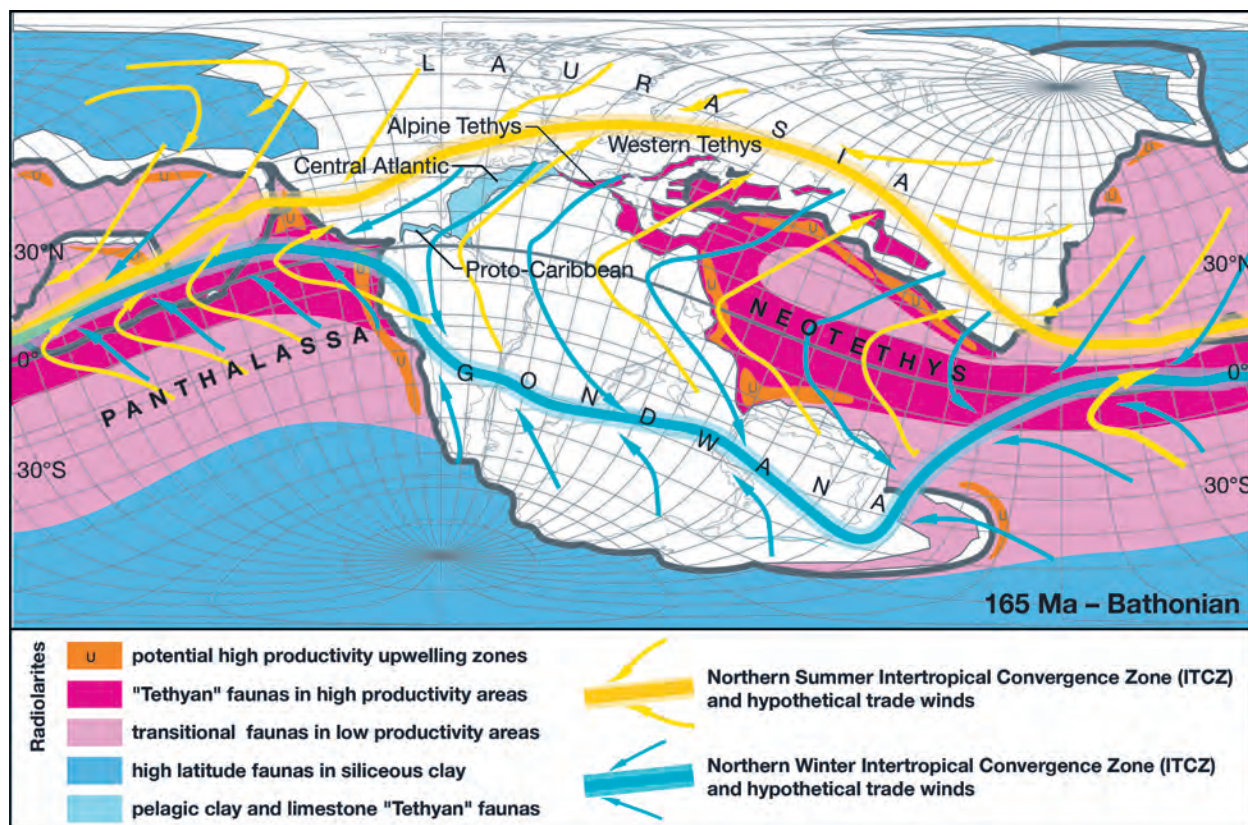 LAURASIA
Alpine Tethys
Western Tethys
Central Atlantic
U
U
U
U
30°N
U
U
Proto-Caribbean
30°N
U
U
U
U
NEOTETHYS
0°
PANTHALASSA
U
GONDWANA
U
0°
30°S
30°S
U
165 Ma – Bathonian
Radiolarites
U potential high productivity upwelling zones
"Tethyan" faunas in high productivity areas
transitional faunas in low productivity areas
high latitude faunas in siliceous clay
pelagic clay and limestone "Tethyan" faunas
Northern Summer Intertropical Convergence Zone (ITCZ)
and hypothetical trade winds
Northern Winter Intertropical Convergence Zone (ITCZ)
and hypothetical trade winds